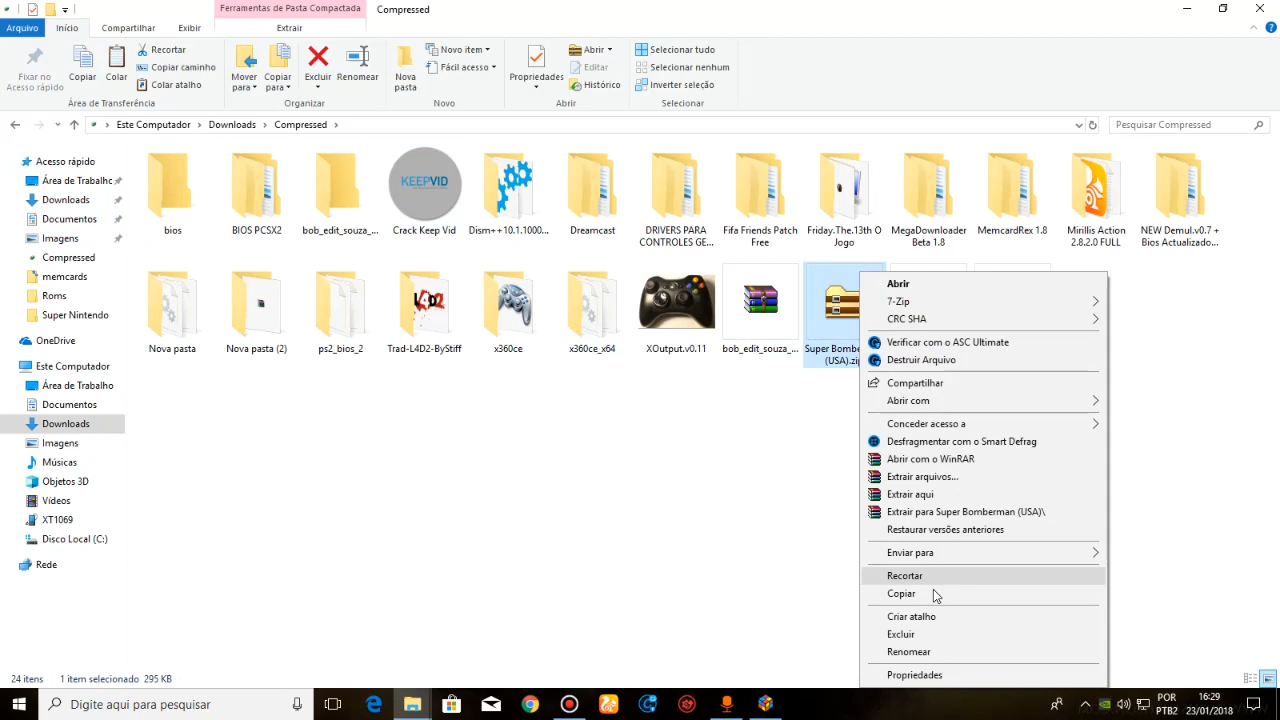 Ferramentas de Pasta Compactada
Compressed
Arquivo
Início
Compartilhar
Exibir
Extrair
Fixar no
Acesso rápido
Copiar
Colar
Recortar
Copiar caminho
Colar atalho
Mover
para
Copiar
para
Excluir
Renomear
Nova
pasta
Novo item
Fácil acesso
Propriedades
Abrir
Editar
Histórico
Selecionar tudo
Selecionar nenhum
Inverter seleção
Área de Transferência
Organizar
Novo
Abrir
Selecionar
Este Computador
Downloads
Compressed
Pesquisar Compressed
Acesso rápido
Área de Trabalho
Downloads
Documentos
Imagens
Compressed
memcards
Roms
Super Nintendo
OneDrive
Este Computador
Área de Trabalho
Documentos
Downloads
Imagens
Músicas
Objetos 3D
Vídeos
XT1069
Disco Local (C:)
Rede
KEEPVID
bios
BIOS PCSX2
bob_edit_souza_...
Crack Keep Vid
Dism++10.1.1000...
Dreamcast
DRIVERS PARA
CONTROLES GE...
Fifa Friends Patch
Free
Friday.The.13th O
Jogo
MegaDownloader
Beta 1.8
MemcardRex 1.8
Mirillis Action
2.8.2.0 FULL
NEW Demul.v0.7 +
Bios Actualizado...
L4D2
Nova pasta
Nova pasta (2)
ps2_bios_2
Trad-L4D2-ByStiff
x360ce
x360ce_x64
XOutput.v0.11
bob_edit_souza_...
Super Bombe
(USA).zip
Abrir
7-Zip
CRC SHA
Verificar com o ASC Ultimate
Destruir Arquivo
Compartilhar
Abrir com
Conceder acesso a
Desfragmentar com o Smart Defrag
Abrir com o WinRAR
Extrair arquivos...
Extrair aqui
Extrair para Super Bomberman (USA)\
Restaurar versões anteriores
Enviar para
Recortar
Copiar
Criar atalho
Excluir
Renomear
Propriedades
24 itens
1 item selecionado 295 KB
Digite aqui para pesquisar
POR
PTB2
16:29
23/01/2018